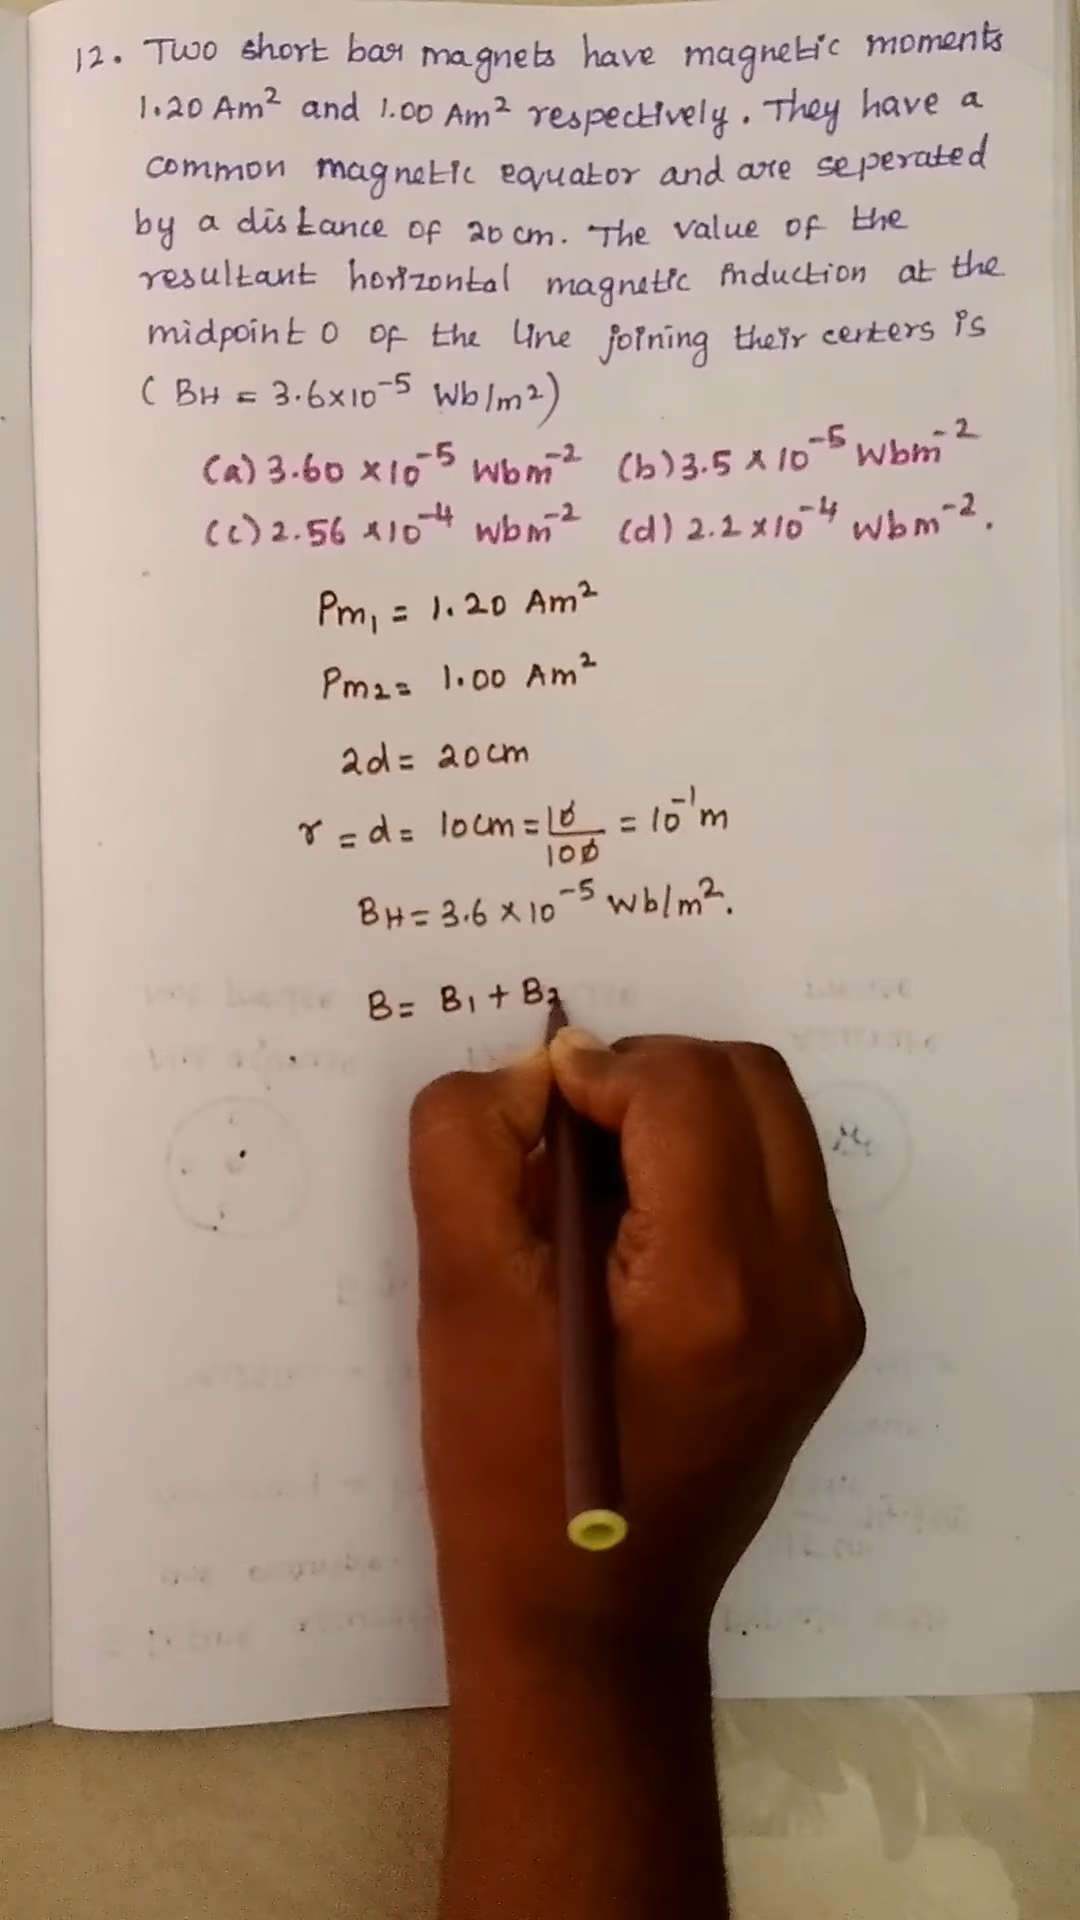 12. Two short bar magnets have magnetic moments
1.20 Am² and 1.00 Am² respectively. They have a
common magnetic equator and are seperated
by a distance of 20 cm. The value of the
resultant horizontal magnetic induction at the
midpoint O of the line joining their centers is
( BH = 3.6×10⁻⁵ Wb/m²)
(a) 3.60 ×10⁻⁵ Wbm⁻² (b) 3.5 × 10⁻⁵ Wbm⁻²
(c) 2.56 ×10⁻⁴ Wbm⁻² (d) 2.2 ×10⁻⁴ Wbm⁻².
Pm₁ = 1.20 Am²
Pm₂ = 1.00 Am²
2d = 20cm
r = d = 10cm = 10/100 = 10⁻¹m
BH = 3.6 × 10⁻⁵ Wb/m².
B = B₁ + B₂